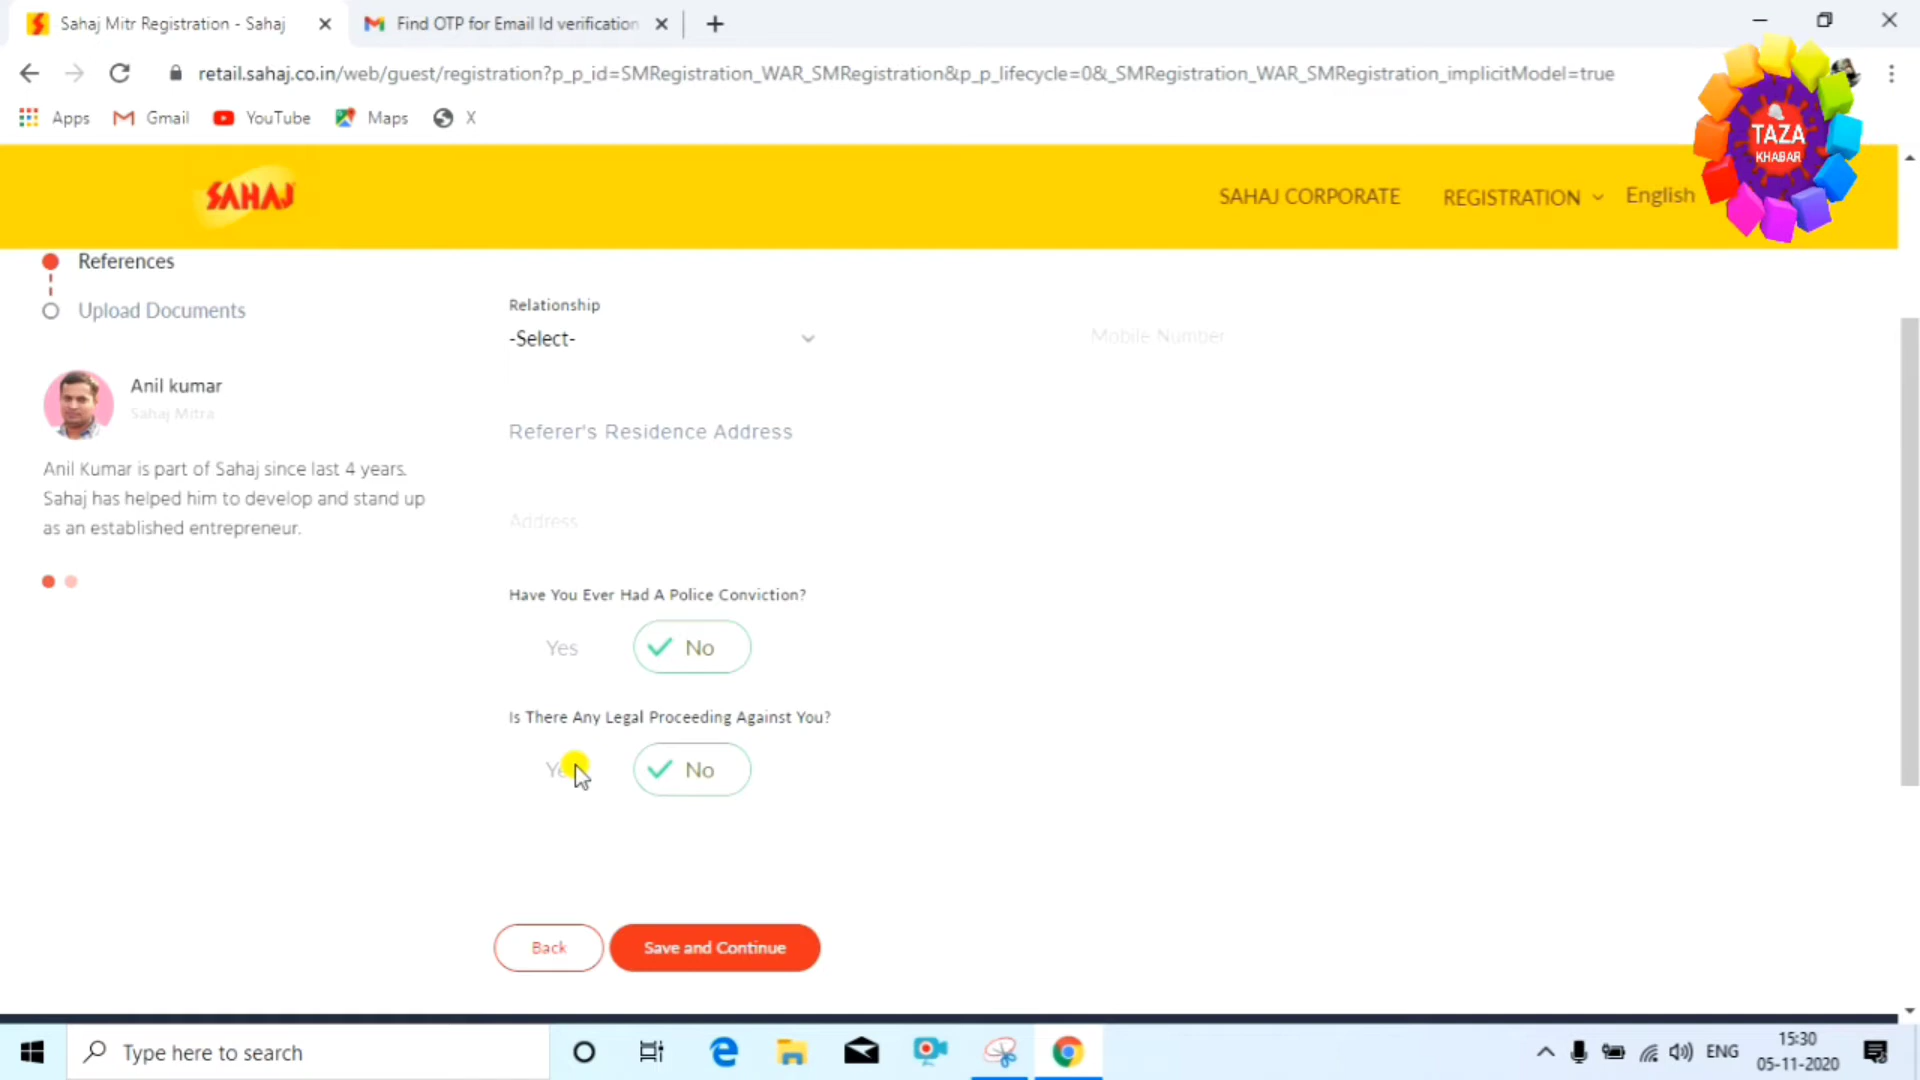 Sahaj Mitr Registration - Sahaj
Find OTP for Email Id verification
retail.sahaj.co.in/web/guest/registration?p_p_id=SMRegistration_WAR_SMRegistration&p_p_lifecycle=0&_SMRegistration_WAR_SMRegistration_implicitModel=true
Apps
Gmail
YouTube
Maps
X
TAZA
KHABAR
SAHAJ
SAHAJ CORPORATE
REGISTRATION
English
References
Upload Documents
Anil kumar
Sahaj Mitra
Anil Kumar is part of Sahaj since last 4 years.
Sahaj has helped him to develop and stand up
as an established entrepreneur.
Relationship
-Select-
Mobile Number
Referer's Residence Address
Address
Have You Ever Had A Police Conviction?
Yes
No
Is There Any Legal Proceeding Against You?
Yes
No
Back
Save and Continue
Type here to search
ENG
15:30
05-11-2020